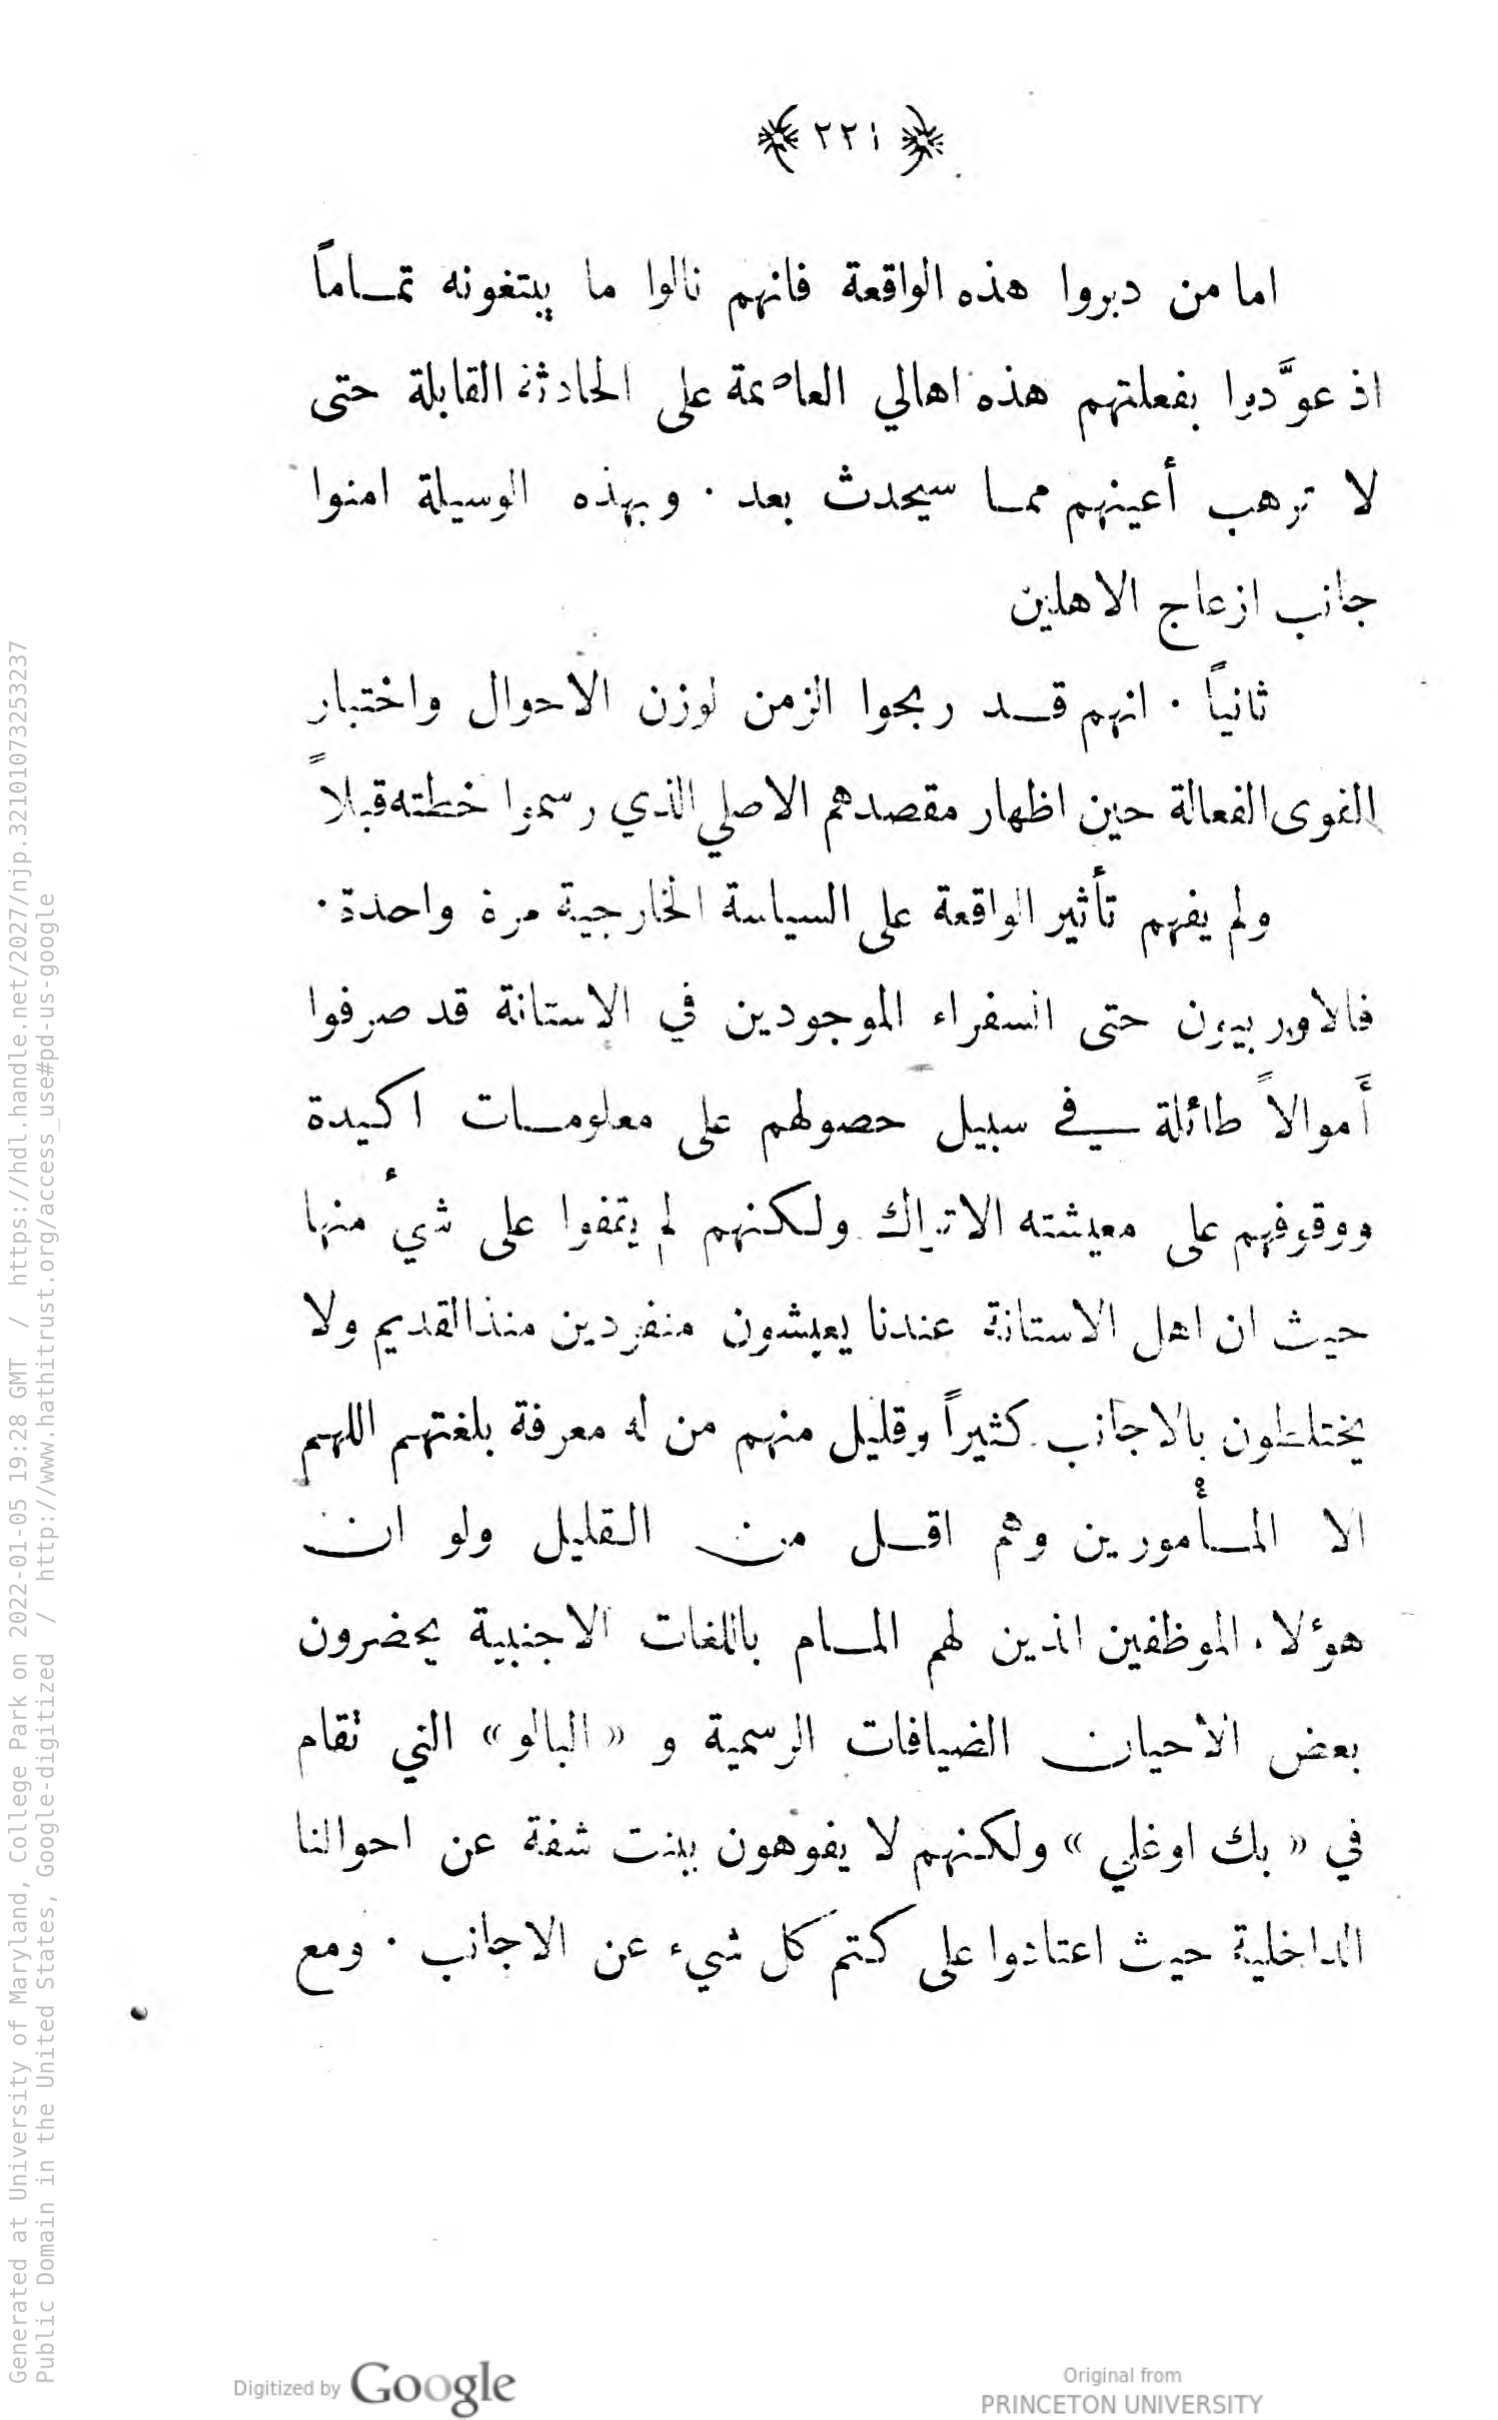 ﴿ ٢٢١ ﴾
اما من دبروا هذه الواقعة فانهم نالوا ما يبتغونه تمـاماً
اذ عوَّدوا بفعلتهم هذه اهالي العاصمة على الحادثة القابلة حتى
لا ترهب أعينهم ممـا سيحدث بعد · وبهذه الوسيلة امنوا
جانب ازعاج الاهلين
ثانياً · انهم قـد ربحوا الزمن لوزن الاحوال واختبار
القوى الفعالة حين اظهار مقصدهم الاصلي الذي رسموا خطته قبلاً
ولم يفهم تأثير الواقعة على السياسة الخارجية مرة واحدة ·
فالاوربيون حتى السفراء الموجودين في الاستانة قد صرفوا
أَموالاً طائلة في سبيل حصولهم على معلومـات اكيدة
ووقوفهم على معيشته الاتراك ولكنهم لم يقفوا على شيء منها
حيث ان اهل الاستانة عندنا يعيشون منفردين منذ القديم ولا
يختلطون بالاجانب كثيراً وقليل منهم من له معرفة بلغتهم اللهم
الا المـأمورين وهم اقـل من القليل ولو ان
هؤلاء الموظفين الذين لهم المـام باللغات الاجنبية يحضرون
بعض الاحيان الضيافات الرسمية و « البالو » التي تقام
في « بك اوغلي » ولكنهم لا يفوهون ببنت شفة عن احوالنا
الداخلية حيث اعتادوا على كتم كل شيء عن الاجانب · ومع
Digitized by Google
Original from
PRINCETON UNIVERSITY
Generated at University of Maryland, College Park on 2022-01-05 19:28 GMT / https://hdl.handle.net/2027/njp.32101073253237
Public Domain in the United States, Google-digitized / http://www.hathitrust.org/access_use#pd-us-google